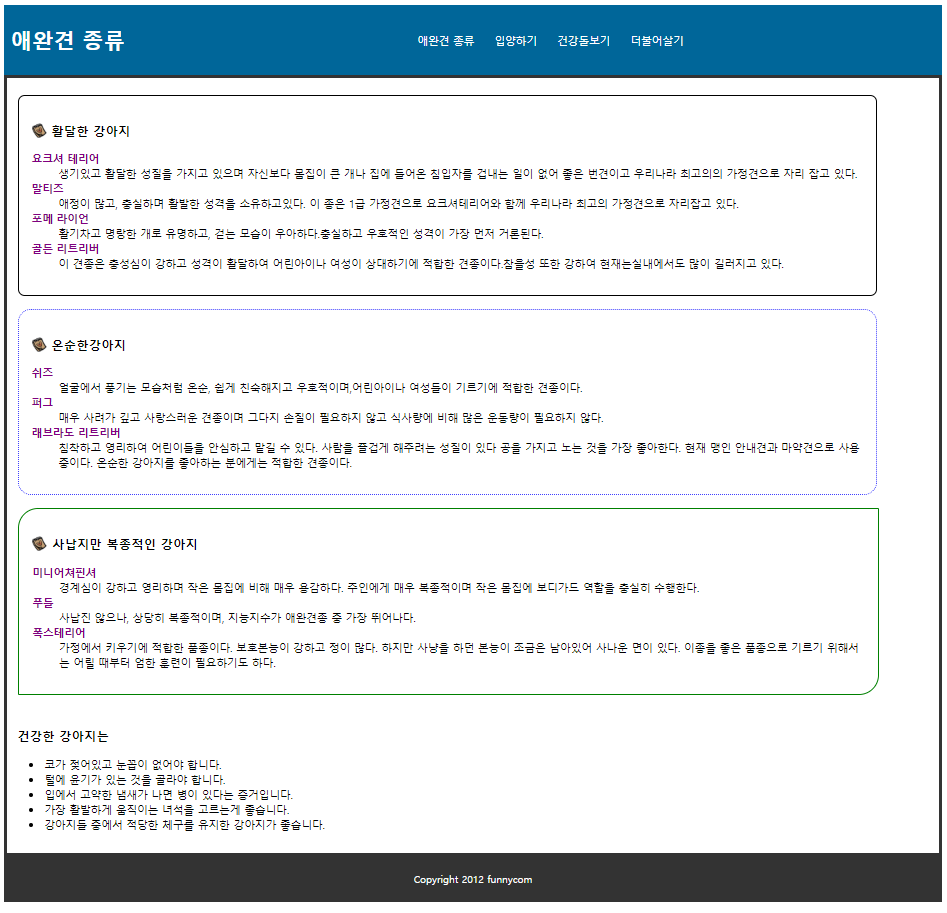 애완견 종류
애완견 종류 입양하기 건강돌보기 더불어살기
활달한 강아지
요크셔 테리어
생기있고 활달한 성질을 가지고 있으며 자신보다 몸집이 큰 개나 집에 들어온 침입자를 겁내는 일이 없어 좋은 번견이고 우리나라 최고의의 가정견으로 자리 잡고 있다.
말티즈
애정이 많고, 충실하며 활발한 성격을 소유하고있다. 이 종은 1급 가정견으로 요크셔테리어와 함께 우리나라 최고의 가정견으로 자리잡고 있다.
포메 라이언
활기차고 명랑한 개로 유명하고, 걷는 모습이 우아하다.충실하고 우호적인 성격이 가장 먼저 거론된다.
골든 리트리버
이 견종은 충성심이 강하고 성격이 활달하여 어린아이나 여성이 상대하기에 적합한 견종이다.참을성 또한 강하여 현재는실내에서도 많이 길러지고 있다.
온순한강아지
쉬즈
얼굴에서 풍기는 모습처럼 온순, 쉽게 친숙해지고 우호적이며,어린아이나 여성들이 기르기에 적합한 견종이다.
퍼그
매우 사려가 깊고 사랑스러운 견종이며 그다지 손질이 필요하지 않고 식사량에 비해 많은 운동량이 필요하지 않다.
래브라도 리트리버
침착하고 영리하여 어린이들을 안심하고 맡길 수 있다. 사람을 즐겁게 해주려는 성질이 있다 공을 가지고 노는 것을 가장 좋아한다. 현재 맹인 안내견과 마약견으로 사용
중이다. 온순한 강아지를 좋아하는 분에게는 적합한 견종이다.
사납지만 복종적인 강아지
미니어쳐핀셔
경계심이 강하고 영리하며 작은 몸집에 비해 매우 용감하다. 주인에게 매우 복종적이며 작은 몸집에 보디가드 역할을 충실히 수행한다.
푸들
사납진 않으나, 상당히 복종적이며, 지능지수가 애완견종 중 가장 뛰어나다.
폭스테리어
가정에서 키우기에 적합한 품종이다. 보호본능이 강하고 정이 많다. 하지만 사냥을 하던 본능이 조금은 남아있어 사나운 면이 있다. 이종을 좋은 품종으로 기르기 위해서
는 어릴 때부터 엄한 훈련이 필요하기도 하다.
건강한 강아지는
코가 젖어있고 눈꼽이 없어야 합니다.
털에 윤기가 있는 것을 골라야 합니다.
입에서 고약한 냄새가 나면 병이 있다는 증거입니다.
가장 활발하게 움직이는 녀석을 고르는게 좋습니다.
강아지들 중에서 적당한 체구를 유지한 강아지가 좋습니다.
Copyright 2012 funnycom